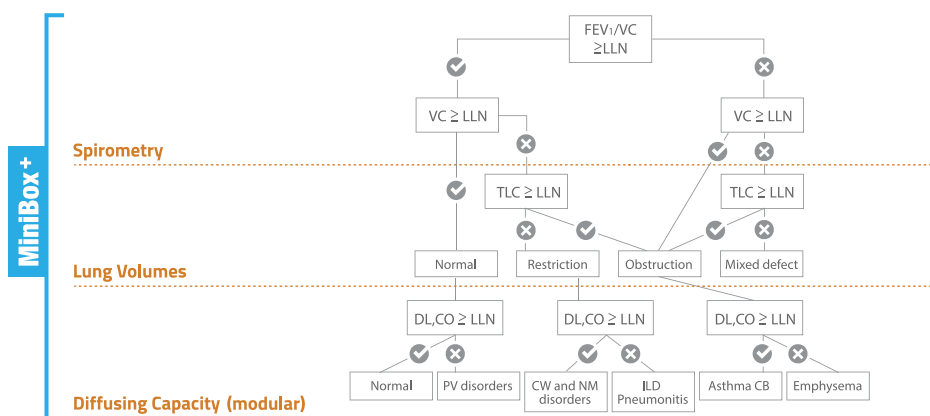 FEV₁/VC
≥LLN
VC ≥ LLN
VC ≥ LLN
Spirometry
TLC ≥ LLN
TLC ≥ LLN
MiniBox+
Normal
Restriction
Obstruction
Mixed defect
Lung Volumes
DL,CO ≥ LLN
DL,CO ≥ LLN
DL,CO ≥ LLN
Normal
PV disorders
CW and NM
disorders
ILD
Pneumonitis
Asthma CB
Emphysema
Diffusing Capacity (modular)